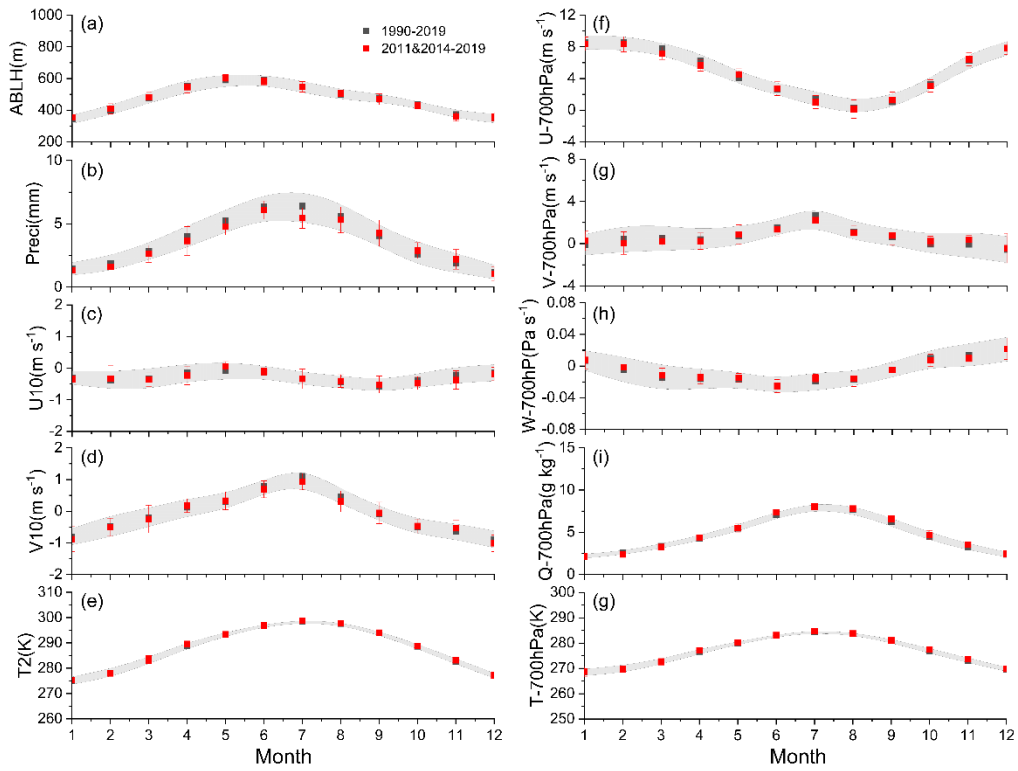 (a)
1990-2019
2011&2014-2019
ABLH(m)
1000
800
600
400
200
(b)
Preci(mm)
10
5
0
(c)
U10(m s⁻¹)
2
1
0
-1
-2
(d)
V10(m s⁻¹)
2
1
0
-1
-2
(e)
T2(K)
310
300
290
280
270
260
1 2 3 4 5 6 7 8 9 10 11 12
Month
(f)
U-700hPa(m s⁻¹)
12
8
4
0
-4
(g)
V-700hPa(m s⁻¹)
8
4
0
-4
(h)
W-700hP(Pa s⁻¹)
0.08
0.04
0.00
-0.04
-0.08
(i)
Q-700hPa(g kg⁻¹)
15
10
5
0
(g)
T-700hPa(K)
300
290
280
270
260
250
1 2 3 4 5 6 7 8 9 10 11 12
Month